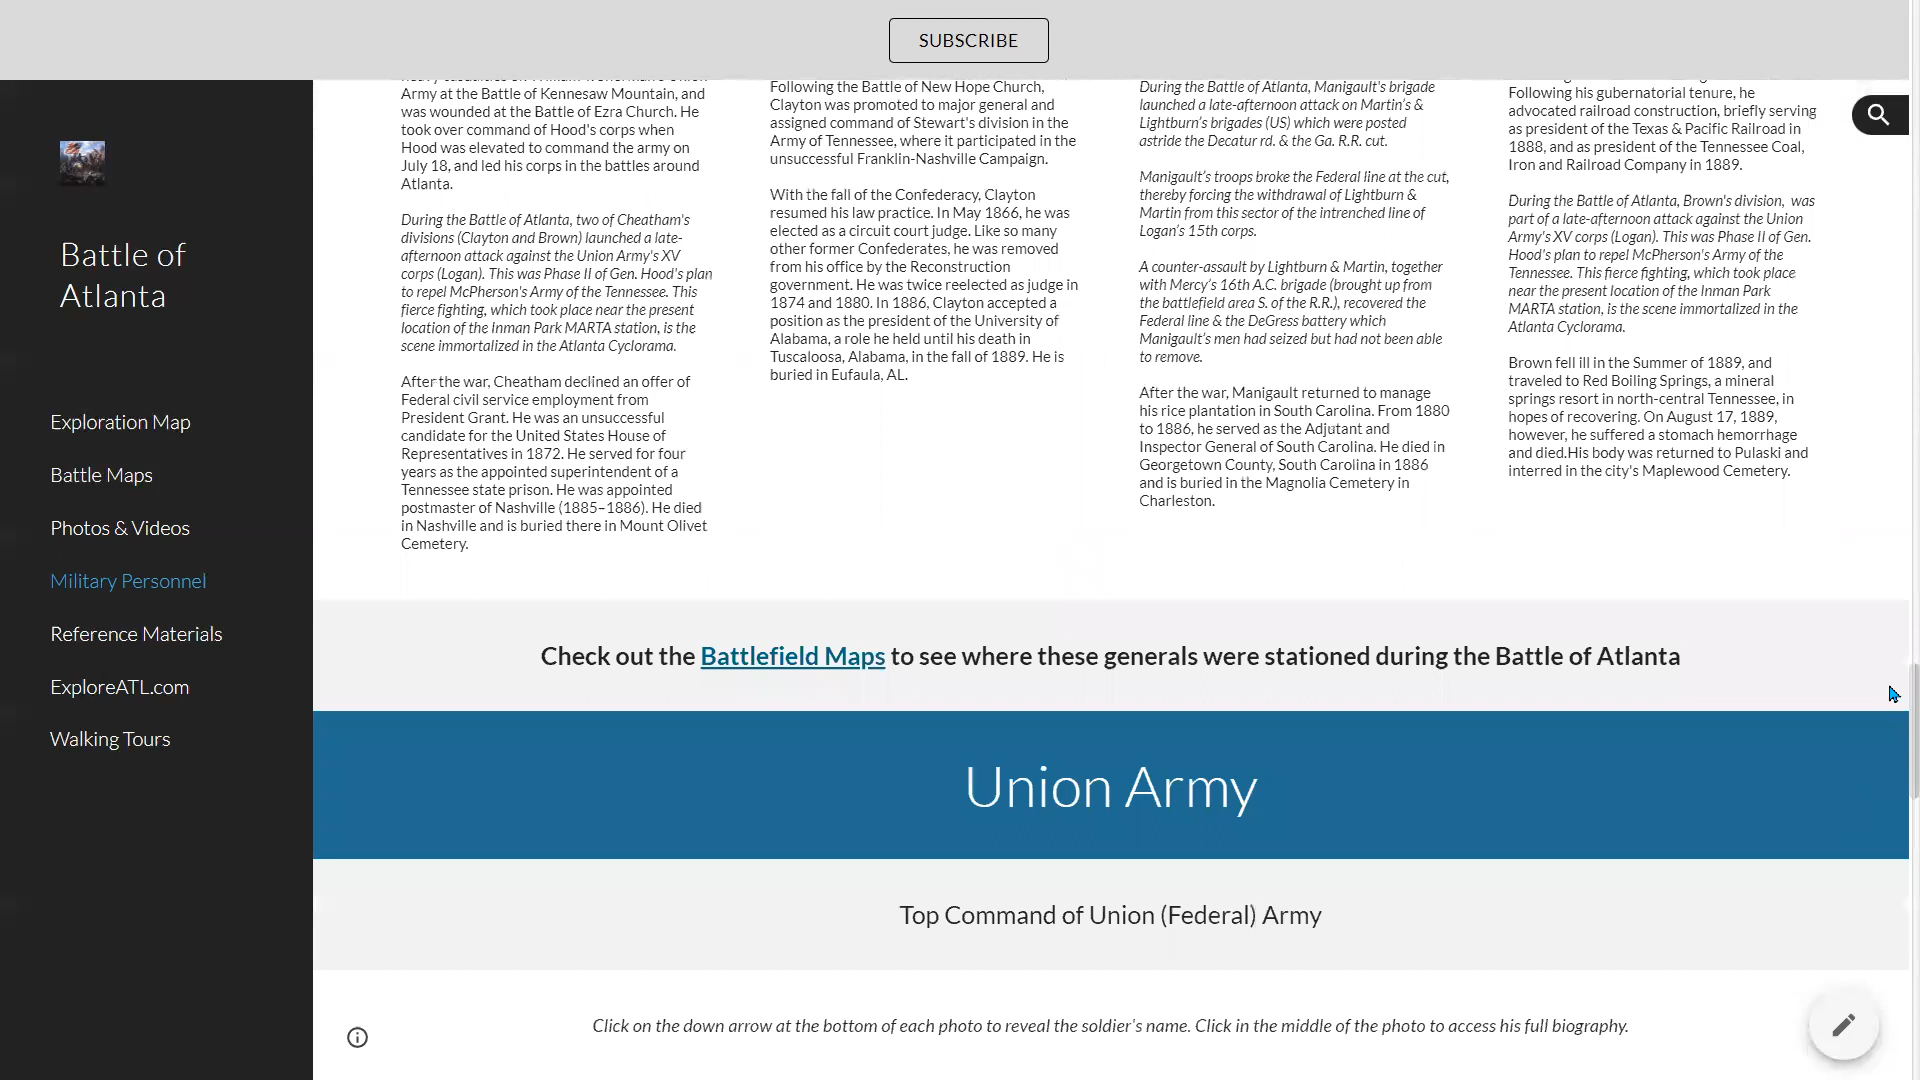 SUBSCRIBE
Battle of
Atlanta
Exploration Map
Battle Maps
Photos & Videos
Military Personnel
Reference Materials
ExploreATL.com
Walking Tours
Army at the Battle of Kennesaw Mountain, and
was wounded at the Battle of Ezra Church. He
took over command of Hood's corps when
Hood was elevated to command the army on
July 18, and led his corps in the battles around
Atlanta.
During the Battle of Atlanta, two of Cheatham's
divisions (Clayton and Brown) launched a late-
afternoon attack against the Union Army's XV
corps (Logan). This was Phase II of Gen. Hood's plan
to repel McPherson's Army of the Tennessee. This
fierce fighting, which took place near the present
location of the Inman Park MARTA station, is the
scene immortalized in the Atlanta Cyclorama.
After the war, Cheatham declined an offer of
Federal civil service employment from
President Grant. He was an unsuccessful
candidate for the United States House of
Representatives in 1872. He served for four
years as the appointed superintendent of a
Tennessee state prison. He was appointed
postmaster of Nashville (1885–1886). He died
in Nashville and is buried there in Mount Olivet
Cemetery.
Following the Battle of New Hope Church,
Clayton was promoted to major general and
assigned command of Stewart's division in the
Army of Tennessee, where it participated in the
unsuccessful Franklin-Nashville Campaign.
With the fall of the Confederacy, Clayton
resumed his law practice. In May 1866, he was
elected as a circuit court judge. Like so many
other former Confederates, he was removed
from his office by the Reconstruction
government. He was twice reelected as judge in
1874 and 1880. In 1886, Clayton accepted a
position as the president of the University of
Alabama, a role he held until his death in
Tuscaloosa, Alabama, in the fall of 1889. He is
buried in Eufaula, AL.
During the Battle of Atlanta, Manigault's brigade
launched a late-afternoon attack on Martin's &
Lightburn's brigades (US) which were posted
astride the Decatur rd. & the Ga. R.R. cut.
Manigault's troops broke the Federal line at the cut,
thereby forcing the withdrawal of Lightburn &
Martin from this sector of the intrenched line of
Logan's 15th corps.
A counter-assault by Lightburn & Martin, together
with Mercy's 16th A.C. brigade (brought up from
the battlefield area S. of the R.R.), recovered the
Federal line & the DeGress battery which
Manigault's men had seized but had not been able
to remove.
After the war, Manigault returned to manage
his rice plantation in South Carolina. From 1880
to 1886, he served as the Adjutant and
Inspector General of South Carolina. He died in
Georgetown County, South Carolina in 1886
and is buried in the Magnolia Cemetery in
Charleston.
Following his gubernatorial tenure, he
advocated railroad construction, briefly serving
as president of the Texas & Pacific Railroad in
1888, and as president of the Tennessee Coal,
Iron and Railroad Company in 1889.
During the Battle of Atlanta, Brown's division, was
part of a late-afternoon attack against the Union
Army's XV corps (Logan). This was Phase II of Gen.
Hood's plan to repel McPherson's Army of the
Tennessee. This fierce fighting, which took place
near the present location of the Inman Park
MARTA station, is the scene immortalized in the
Atlanta Cyclorama.
Brown fell ill in the Summer of 1889, and
traveled to Red Boiling Springs, a mineral
springs resort in north-central Tennessee, in
hopes of recovering. On August 17, 1889,
however, he suffered a stomach hemorrhage
and died.His body was returned to Pulaski and
interred in the city's Maplewood Cemetery.
Check out the Battlefield Maps to see where these generals were stationed during the Battle of Atlanta
Union Army
Top Command of Union (Federal) Army
Click on the down arrow at the bottom of each photo to reveal the soldier's name. Click in the middle of the photo to access his full biography.